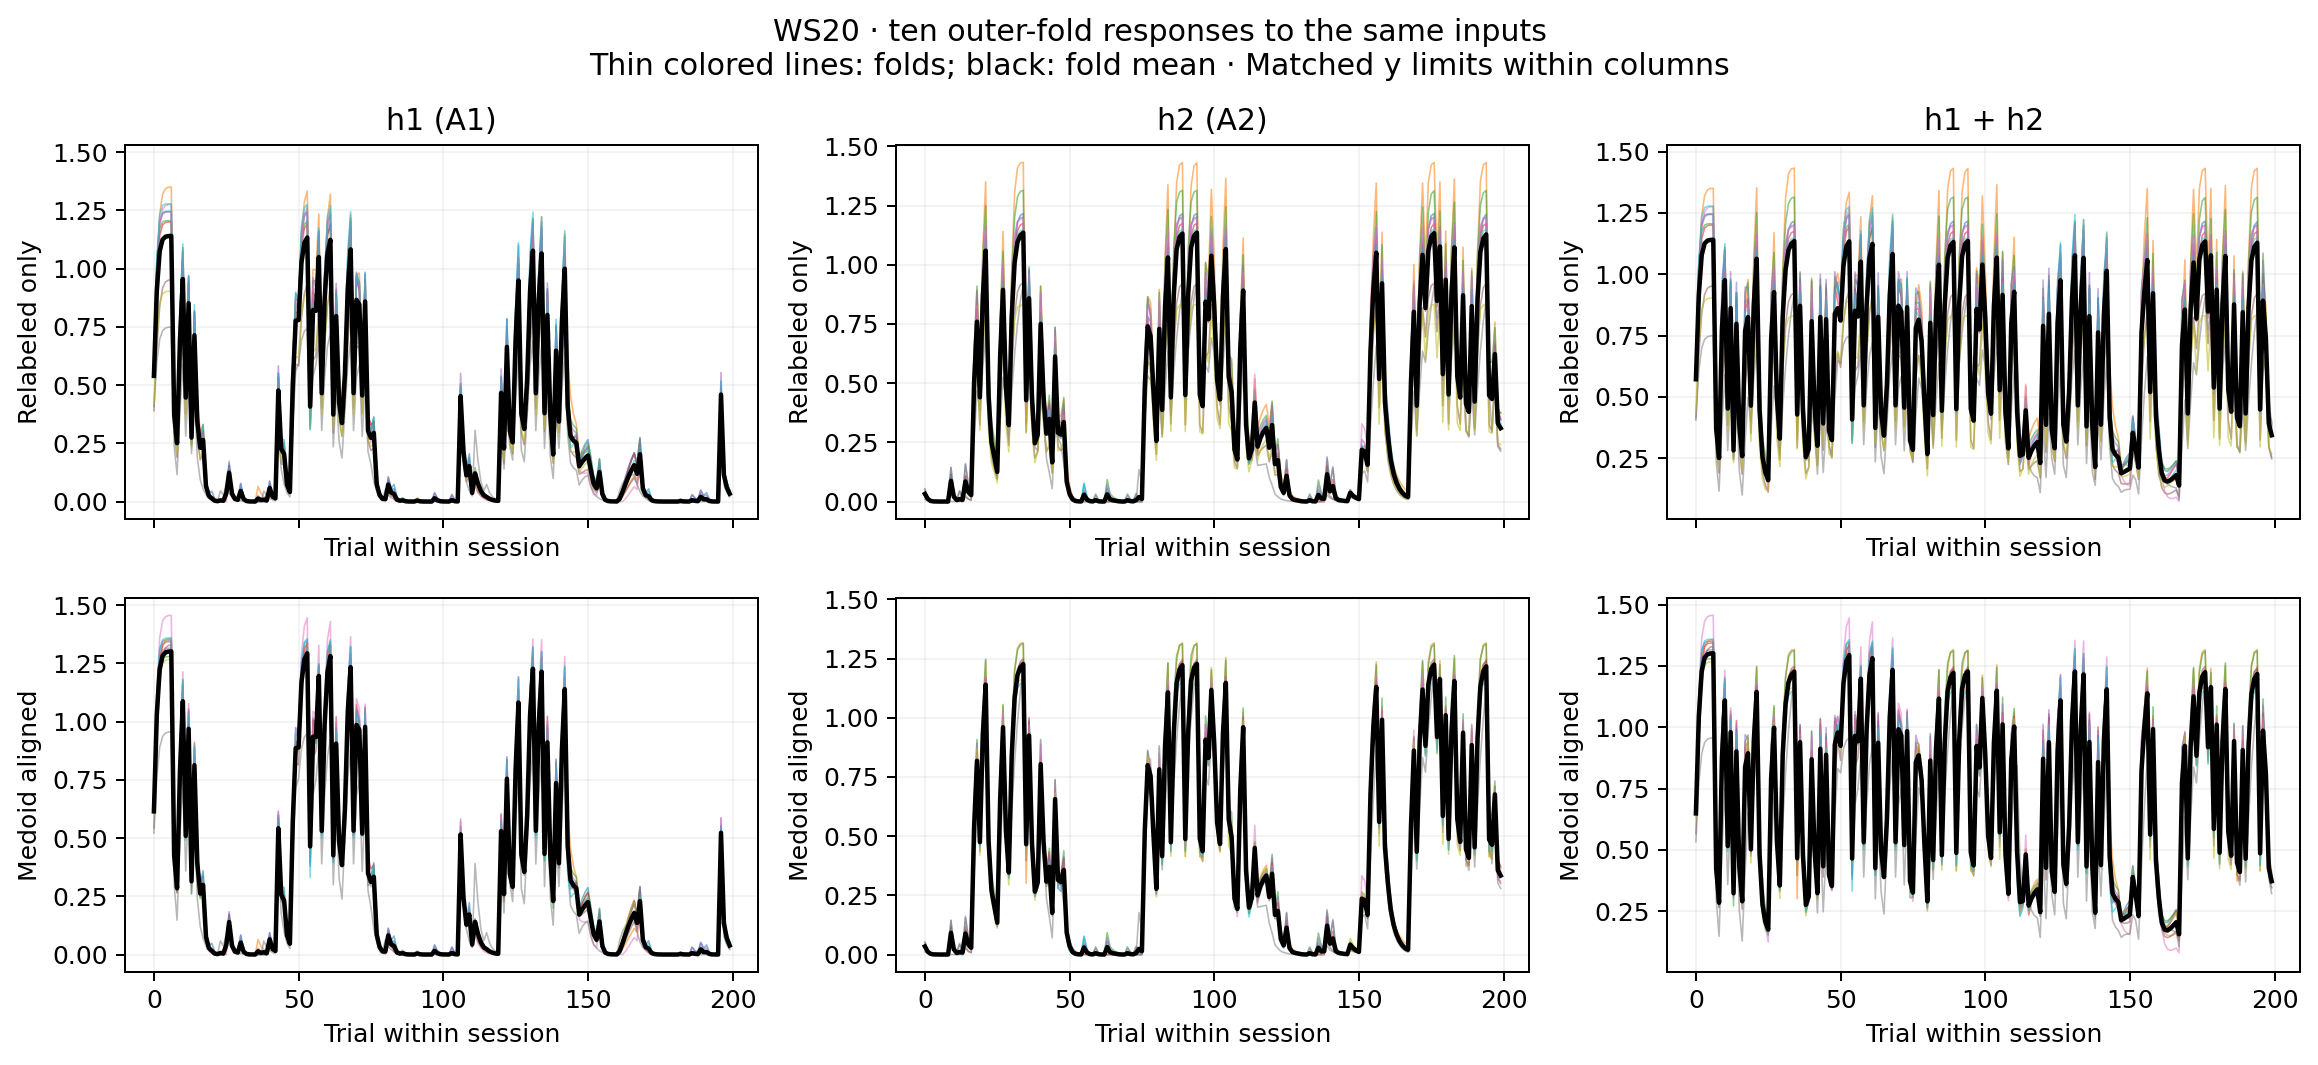 WS20 · ten outer-fold responses to the same inputs
Thin colored lines: folds; black: fold mean · Matched y limits within columns
h1 (A1)
h2 (A2)
h1 + h2
Relabeled only
1.50
1.25
1.00
0.75
0.50
0.25
0.00
Trial within session
Relabeled only
1.50
1.25
1.00
0.75
0.50
0.25
0.00
Trial within session
Relabeled only
1.50
1.25
1.00
0.75
0.50
0.25
Trial within session
Medoid aligned
1.50
1.25
1.00
0.75
0.50
0.25
0.00
0 50 100 150 200
Trial within session
Medoid aligned
1.50
1.25
1.00
0.75
0.50
0.25
0.00
0 50 100 150 200
Trial within session
Medoid aligned
1.50
1.25
1.00
0.75
0.50
0.25
0 50 100 150 200
Trial within session